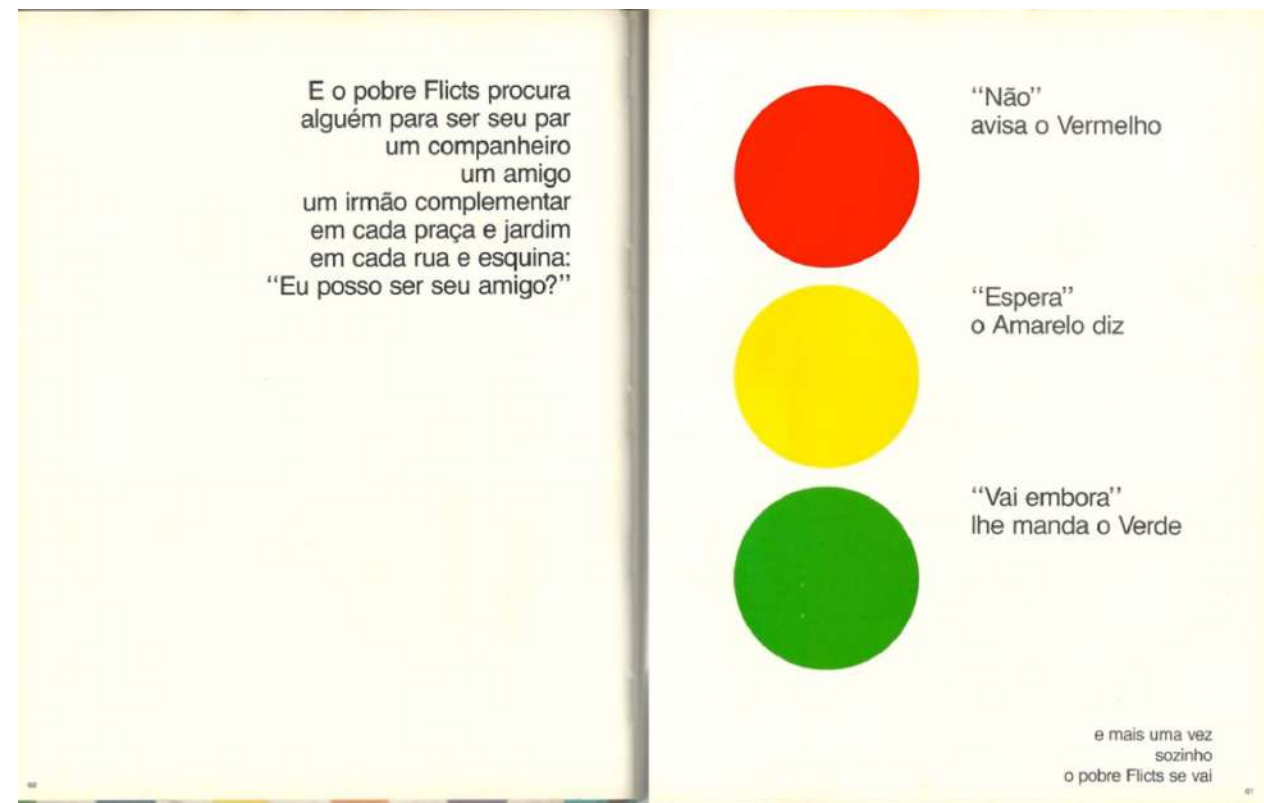 E o pobre Flicts procura
alguém para ser seu par
um companheiro
um amigo
um irmão complementar
em cada praça e jardim
em cada rua e esquina:
‘‘Eu posso ser seu amigo?’’
‘‘Não’’
avisa o Vermelho
‘‘Espera’’
o Amarelo diz
‘‘Vai embora’’
lhe manda o Verde
e mais uma vez
sozinho
o pobre Flicts se vai